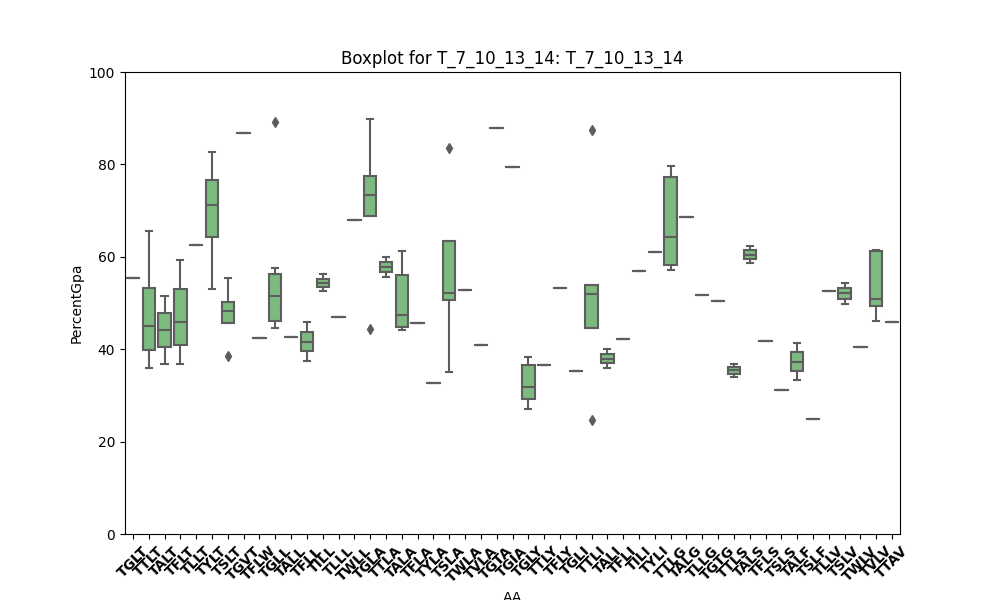 Boxplot for T_7_10_13_14: T_7_10_13_14
100
80
60
40
20
0
PercentGpa
TGLT
TTLT
TALT
TFLT
TLLT
TYLT
TSLT
TGVT
TFLW
TGLL
TALL
TFLL
TILL
TLLL
TWLL
TGLA
TTLA
TALA
TFLA
TYLA
TSLA
TWLA
TVLA
TGTA
TGIA
TGLY
TTLY
TFLY
TGLI
TTLI
TALI
TFLI
TILI
TYLI
TTLG
TALG
TLLG
TGTG
TTLS
TALS
TFLS
TSLS
TALF
TSLF
TLLV
TSLV
TWLV
TVLV
TTAV
AA